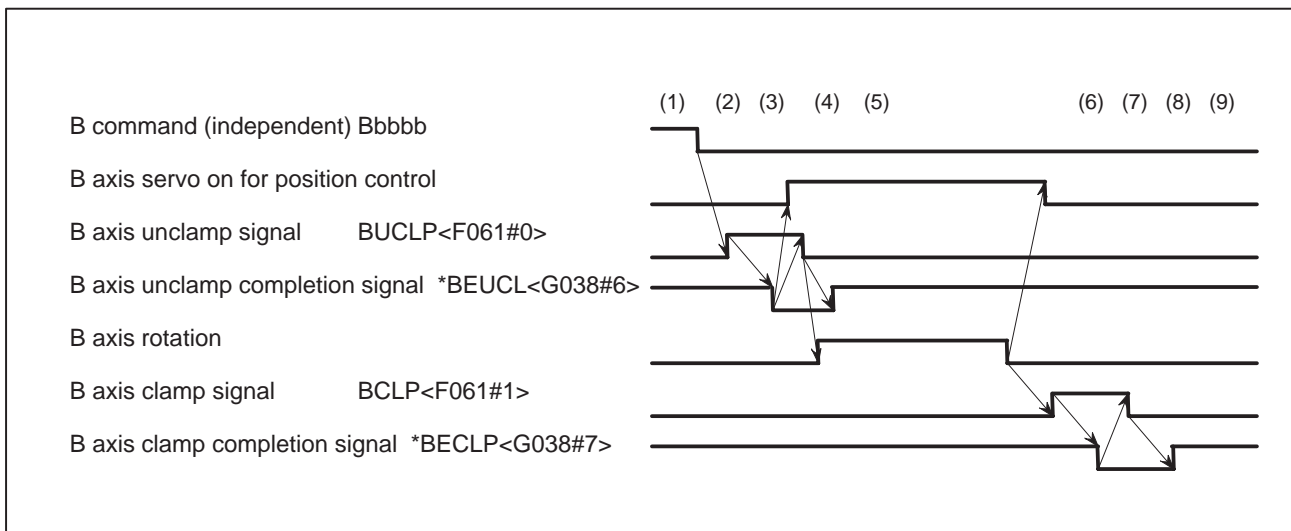 (1) (2) (3) (4) (5) (6) (7) (8) (9)
B command (independent) Bbbbb
B axis servo on for position control
B axis unclamp signal BUCLP<F061#0>
B axis unclamp completion signal *BEUCL<G038#6>
B axis rotation
B axis clamp signal BCLP<F061#1>
B axis clamp completion signal *BECLP<G038#7>